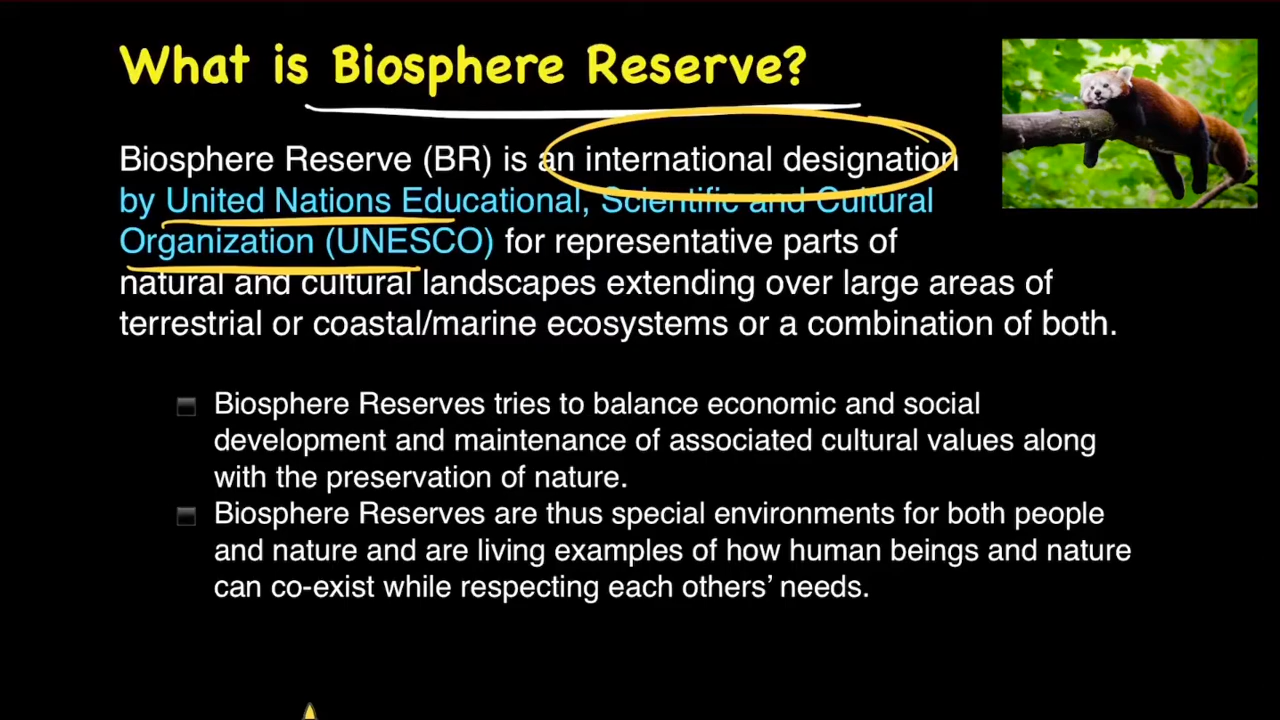 What is Biosphere Reserve?
Biosphere Reserve (BR) is an international designation
by United Nations Educational, Scientific and Cultural
Organization (UNESCO) for representative parts of
natural and cultural landscapes extending over large areas of
terrestrial or coastal/marine ecosystems or a combination of both.
Biosphere Reserves tries to balance economic and social
development and maintenance of associated cultural values along
with the preservation of nature.
Biosphere Reserves are thus special environments for both people
and nature and are living examples of how human beings and nature
can co-exist while respecting each others’ needs.